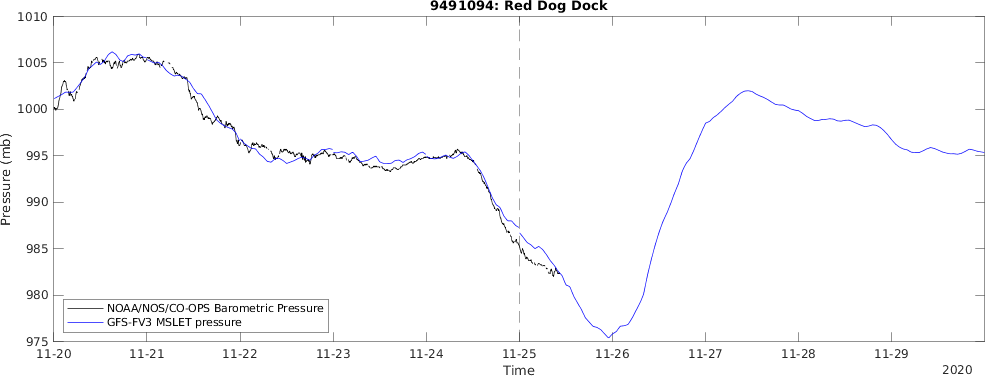 9491094: Red Dog Dock
Pressure (mb)
1010
1005
1000
995
990
985
980
975
NOAA/NOS/CO-OPS Barometric Pressure
GFS-FV3 MSLET pressure
11-20 11-21 11-22 11-23 11-24 11-25 11-26 11-27 11-28 11-29
Time
2020